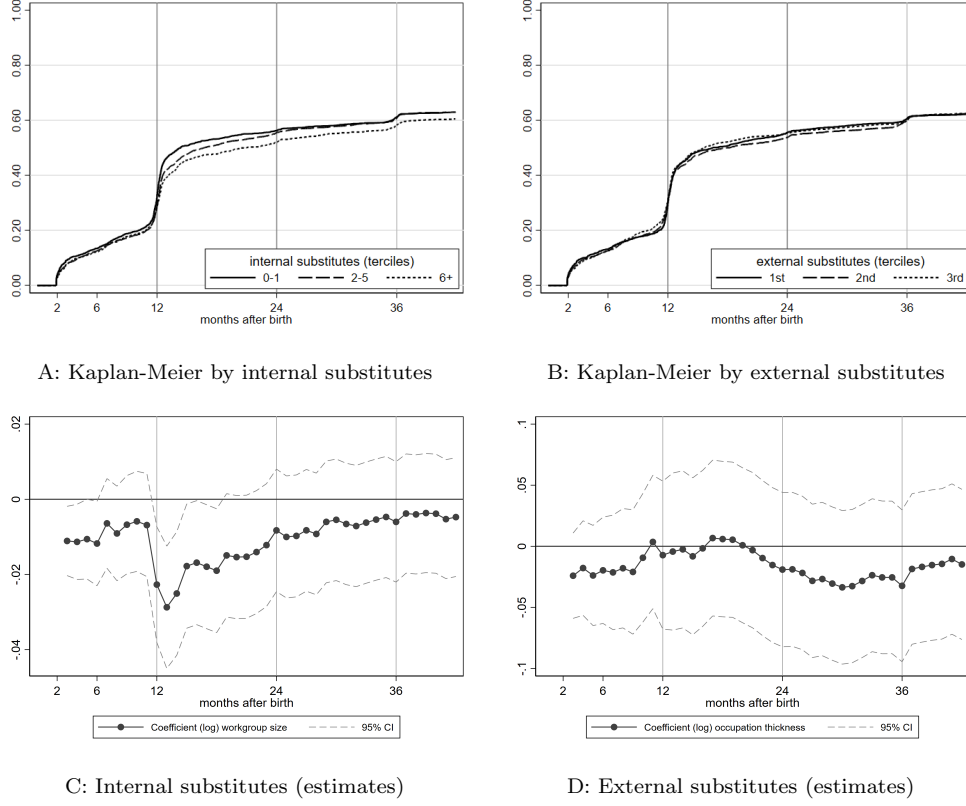 1.00
0.80
0.60
0.40
0.20
0.00
internal substitutes (terciles)
0-1 2-5 6+
2 6 12 24 36
months after birth
A: Kaplan-Meier by internal substitutes
1.00
0.80
0.60
0.40
0.20
0.00
external substitutes (terciles)
1st 2nd 3rd
2 6 12 24 36
months after birth
B: Kaplan-Meier by external substitutes
.02
0
-.02
-.04
2 6 12 24 36
months after birth
Coefficient (log) workgroup size 95% CI
C: Internal substitutes (estimates)
.1
.05
0
-.05
-.1
2 6 12 24 36
months after birth
Coefficient (log) occupation thickness 95% CI
D: External substitutes (estimates)